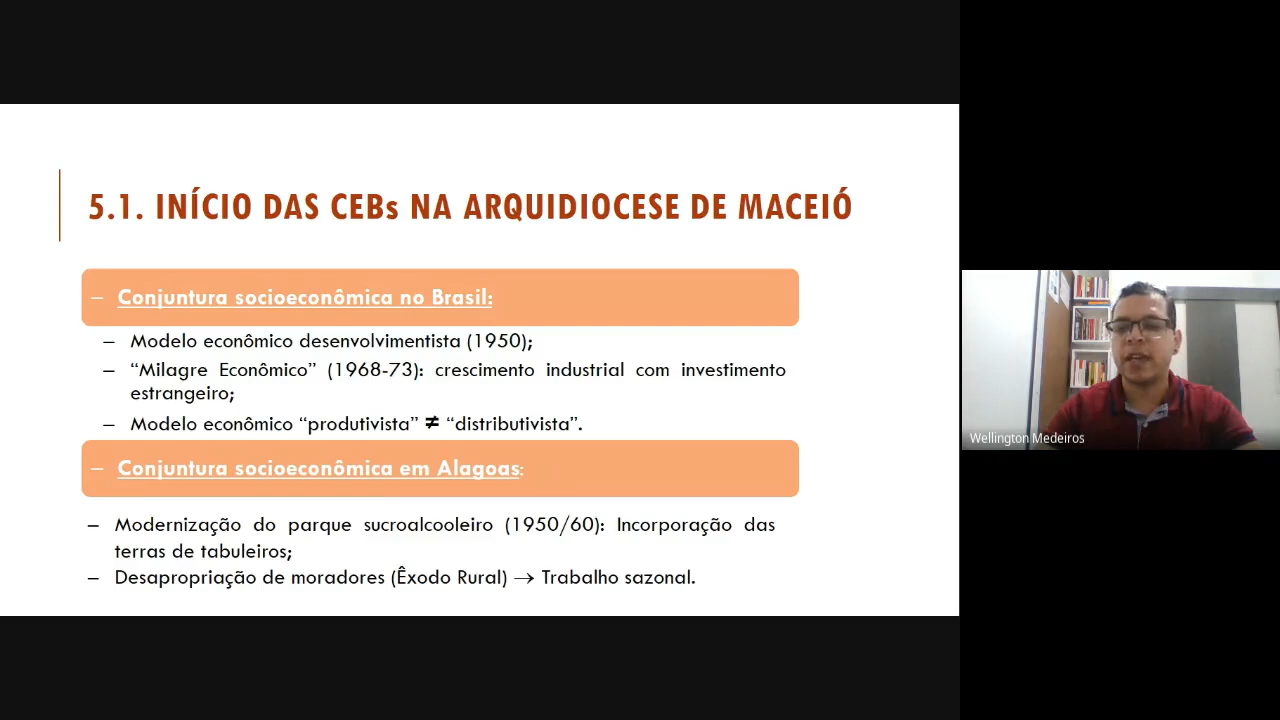 5.1. INÍCIO DAS CEBs NA ARQUIDIOCESE DE MACEIÓ
– Conjuntura socioeconômica no Brasil:
– Modelo econômico desenvolvimentista (1950);
– “Milagre Econômico” (1968-73): crescimento industrial com investimento
estrangeiro;
– Modelo econômico “produtivista” ≠ “distributivista”.
– Conjuntura socioeconômica em Alagoas:
– Modernização do parque sucroalcooleiro (1950/60): Incorporação das
terras de tabuleiros;
– Desapropriação de moradores (Êxodo Rural) → Trabalho sazonal.
Wellington Medeiros